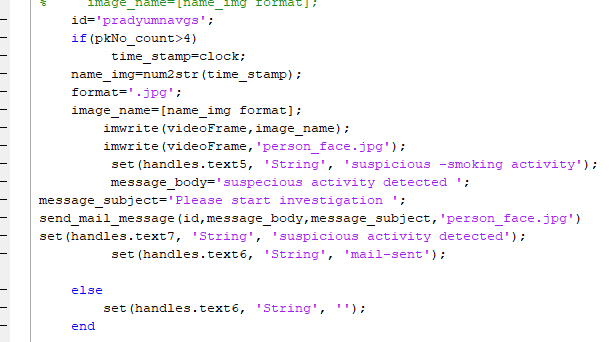 %     image_name=[name_img format];
id='pradyumnavgs';
if(pkNo_count>4)
time_stamp=clock;
name_img=num2str(time_stamp);
format='.jpg';
image_name=[name_img format];
imwrite(videoFrame,image_name);
imwrite(videoFrame,'person_face.jpg');
set(handles.text5, 'String', 'suspicious -smoking activity');
message_body='suspecious activity detected ';
message_subject='Please start investigation ';
send_mail_message(id,message_body,message_subject,'person_face.jpg')
set(handles.text7, 'String', 'suspicious activity detected');
set(handles.text6, 'String', 'mail-sent');
else
set(handles.text6, 'String', '');
end